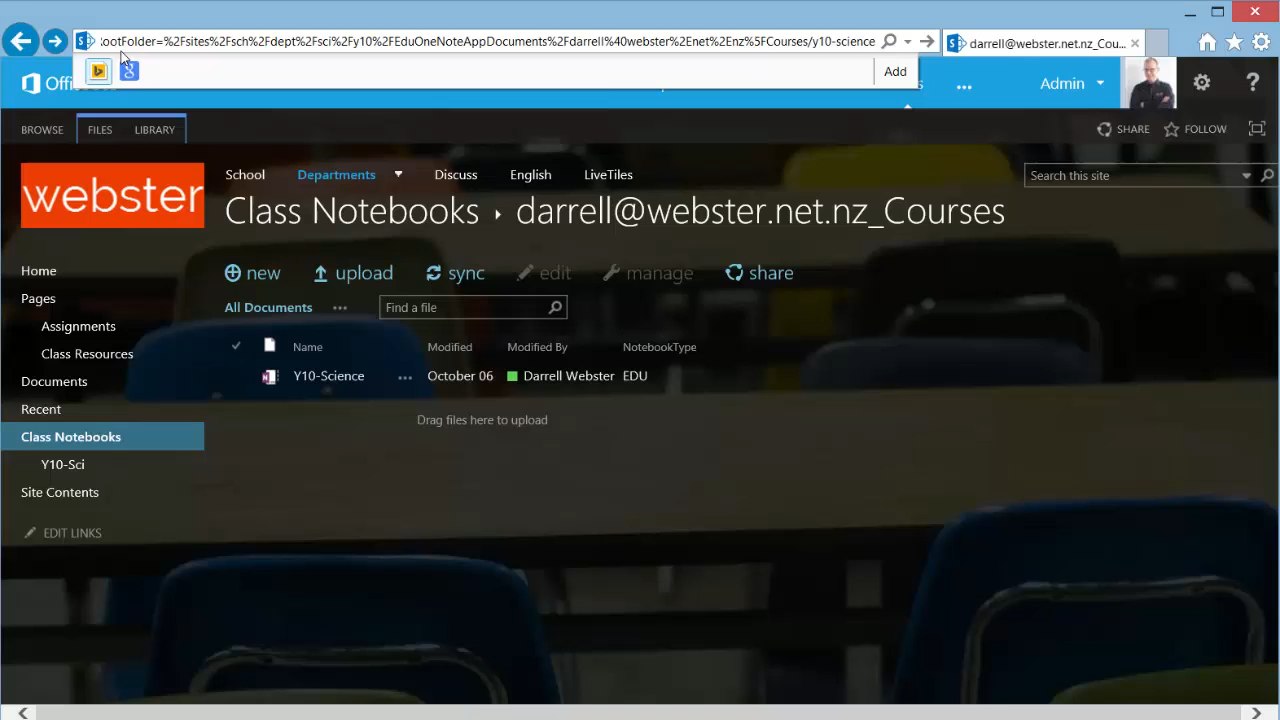 ootFolder=%2Fsites%2Fsch%2Fdept%2Fsci%2Fy10%2FEduOneNoteAppDocuments%2Fdarrell%40webster%2Enet%2Enz%5FCourses/y10-science
darrell@webster.net.nz_Cou...
Add
Offic
Admin
BROWSE
FILES
LIBRARY
SHARE
FOLLOW
webster
School
Departments
Discuss
English
LiveTiles
Search this site
Class Notebooks ▸ darrell@webster.net.nz_Courses
Home
Pages
Assignments
Class Resources
Documents
Recent
Class Notebooks
Y10-Sci
Site Contents
EDIT LINKS
new
upload
sync
edit
manage
share
All Documents
...
Find a file
Name
Modified
Modified By
NotebookType
Y10-Science
...
October 06
Darrell Webster
EDU
Drag files here to upload